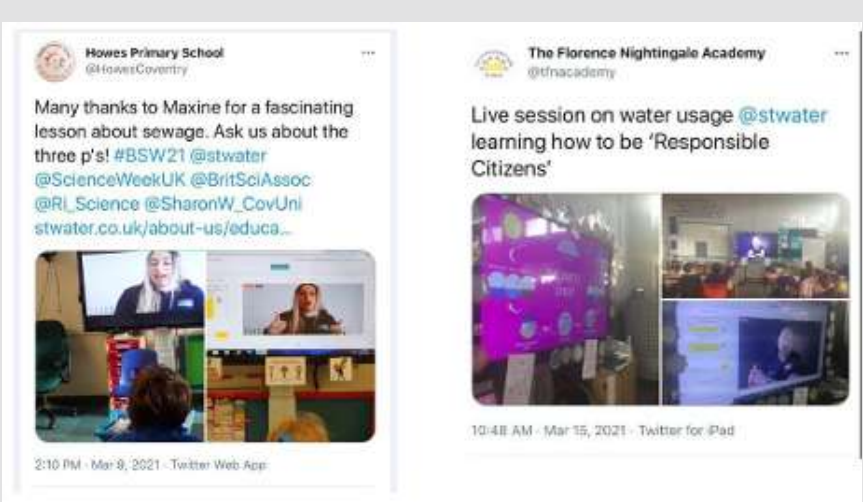 Howes Primary School
@HowesCoventry
Many thanks to Maxine for a fascinating
lesson about sewage. Ask us about the
three p's! #BSW21 @stwater
@ScienceWeekUK @BritSciAssoc
@Ri_Science @SharonW_CovUni
stwater.co.uk/about-us/educa...
2:10 PM · Mar 9, 2021 · Twitter Web App
The Florence Nightingale Academy
@tfnacademy
Live session on water usage @stwater
learning how to be 'Responsible
Citizens'
10:48 AM · Mar 15, 2021 · Twitter for iPad